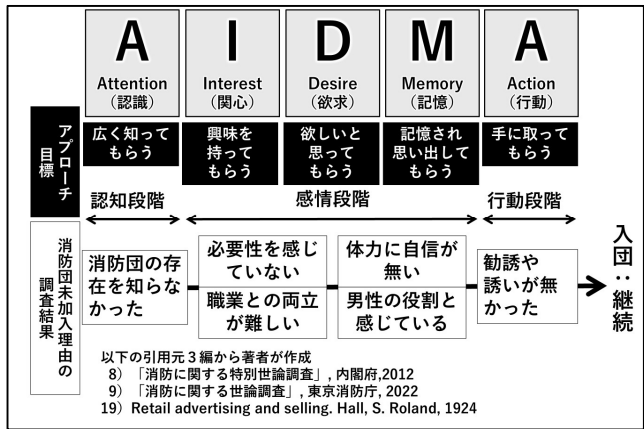 A I D M A
Attention Interest Desire Memory Action
（認識） （関心） （欲求） （記憶） （行動）
アプローチ
目標
広く知って
もらう
興味を
持って
もらう
欲しいと
思って
もらう
記憶され
思い出して
もらう
手に取って
もらう
認知段階 感情段階 行動段階
消防団未加入理由の
調査結果
消防団の存
在を知らな
かった
必要性を感じ
ていない
職業との両立
が難しい
体力に自信が
無い
男性の役割と
感じている
勧誘や
誘いが無
かった
入団：継続
以下の引用元３編から著者が作成
8）「消防に関する特別世論調査」, 内閣府,2012
9）「消防に関する世論調査」, 東京消防庁, 2022
19）Retail advertising and selling. Hall, S. Roland, 1924